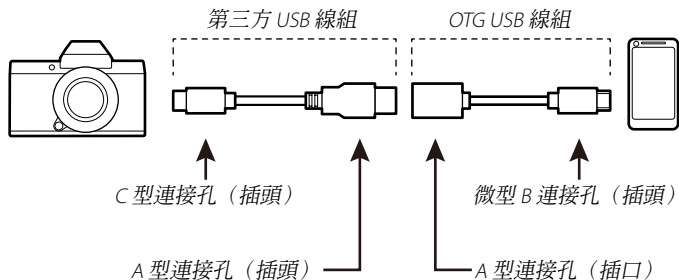 第三方 USB 線組
OTG USB 線組
C 型連接孔（插頭）
微型 B 連接孔（插頭）
A 型連接孔（插頭）
A 型連接孔（插口）